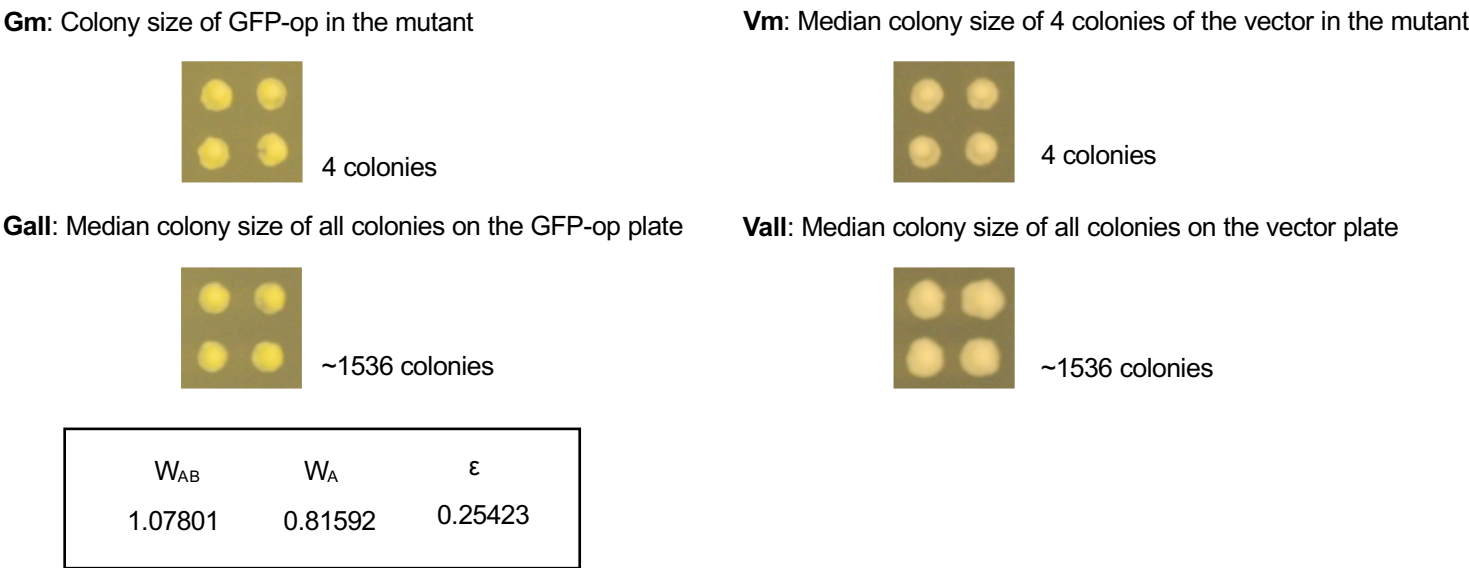 Gm: Colony size of GFP-op in the mutant
Vm: Median colony size of 4 colonies of the vector in the mutant
4 colonies
4 colonies
Gall: Median colony size of all colonies on the GFP-op plate
Vall: Median colony size of all colonies on the vector plate
~1536 colonies
~1536 colonies
WAB WA ε
1.07801 0.81592 0.25423